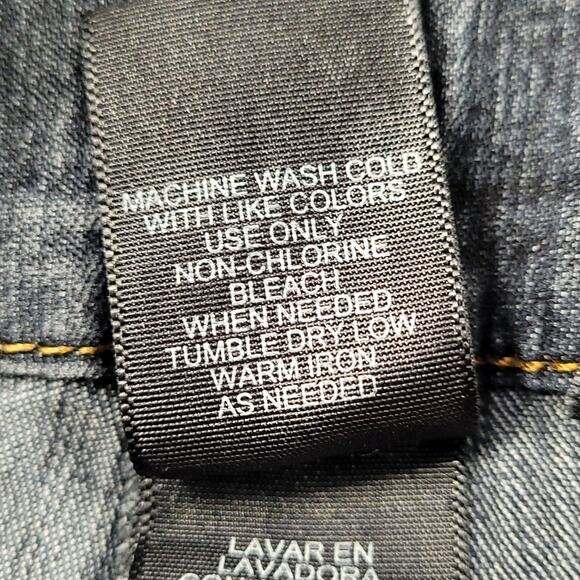 MACHINE WASH COLD
WITH LIKE COLORS
USE ONLY
NON-CHLORINE
BLEACH
WHEN NEEDED
TUMBLE DRY LOW
WARM IRON
AS NEEDED
LAVAR EN
LAVADORA